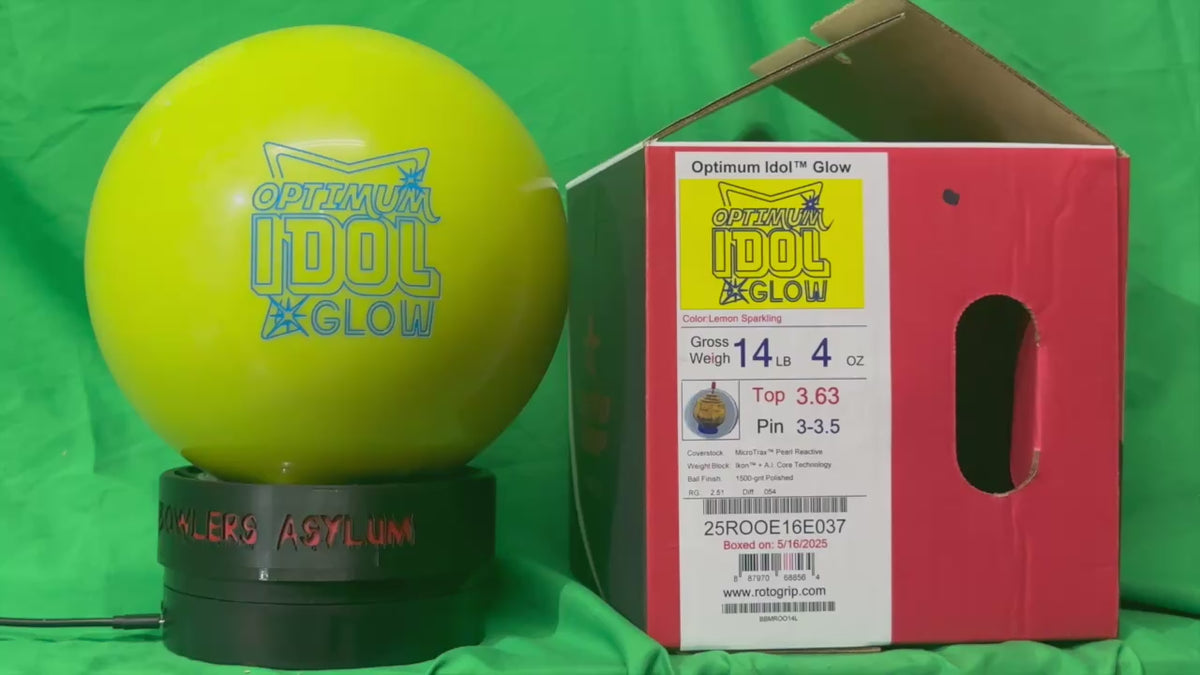 OPTIMUM
IDOL
GLOW
BOWLERS ASYLUM
Optimum Idol™ Glow
OPTIMUM
IDOL
GLOW
Color:Lemon Sparkling
Gross
Weigh 14 LB 4 OZ
Top 3.63
Pin 3-3.5
Coverstock MicroTrax™ Pearl Reactive
Weight Block Ikon™ + A.I. Core Technology
Ball Finish 1500-grit Polished
RG. 2.51 Diff .054
25ROOE16E037
Boxed on: 5/16/2025
8 87970 68856 4
www.rotogrip.com
BBMROO14L